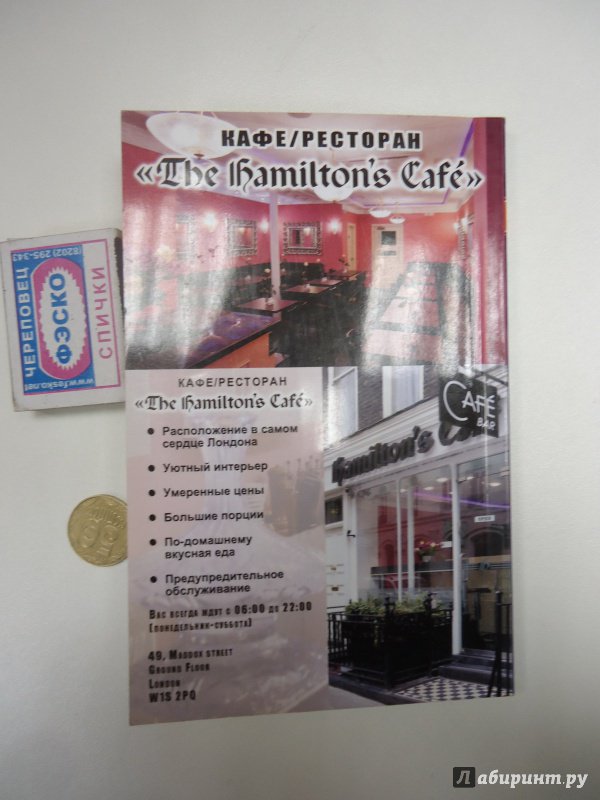 КАФЕ/РЕСТОРАН
«The Hamilton's Café»
ЧЕРЕПОВЕЦ
(8202) 295-343
ФЭСКО
www.fesko.net
СПИЧКИ
КАФЕ/РЕСТОРАН
«The Hamilton's Café»
• Расположение в самом
сердце Лондона
• Уютный интерьер
• Умеренные цены
• Большие порции
• По-домашнему
вкусная еда
• Предупредительное
обслуживание
Вас всегда ждут с 06:00 до 22:00
(понедельник-суббота)
49, Maddox street
Ground Floor
London
W1S 2PQ
CAFÉ
BAR
Hamilton's
Лабиринт.ру